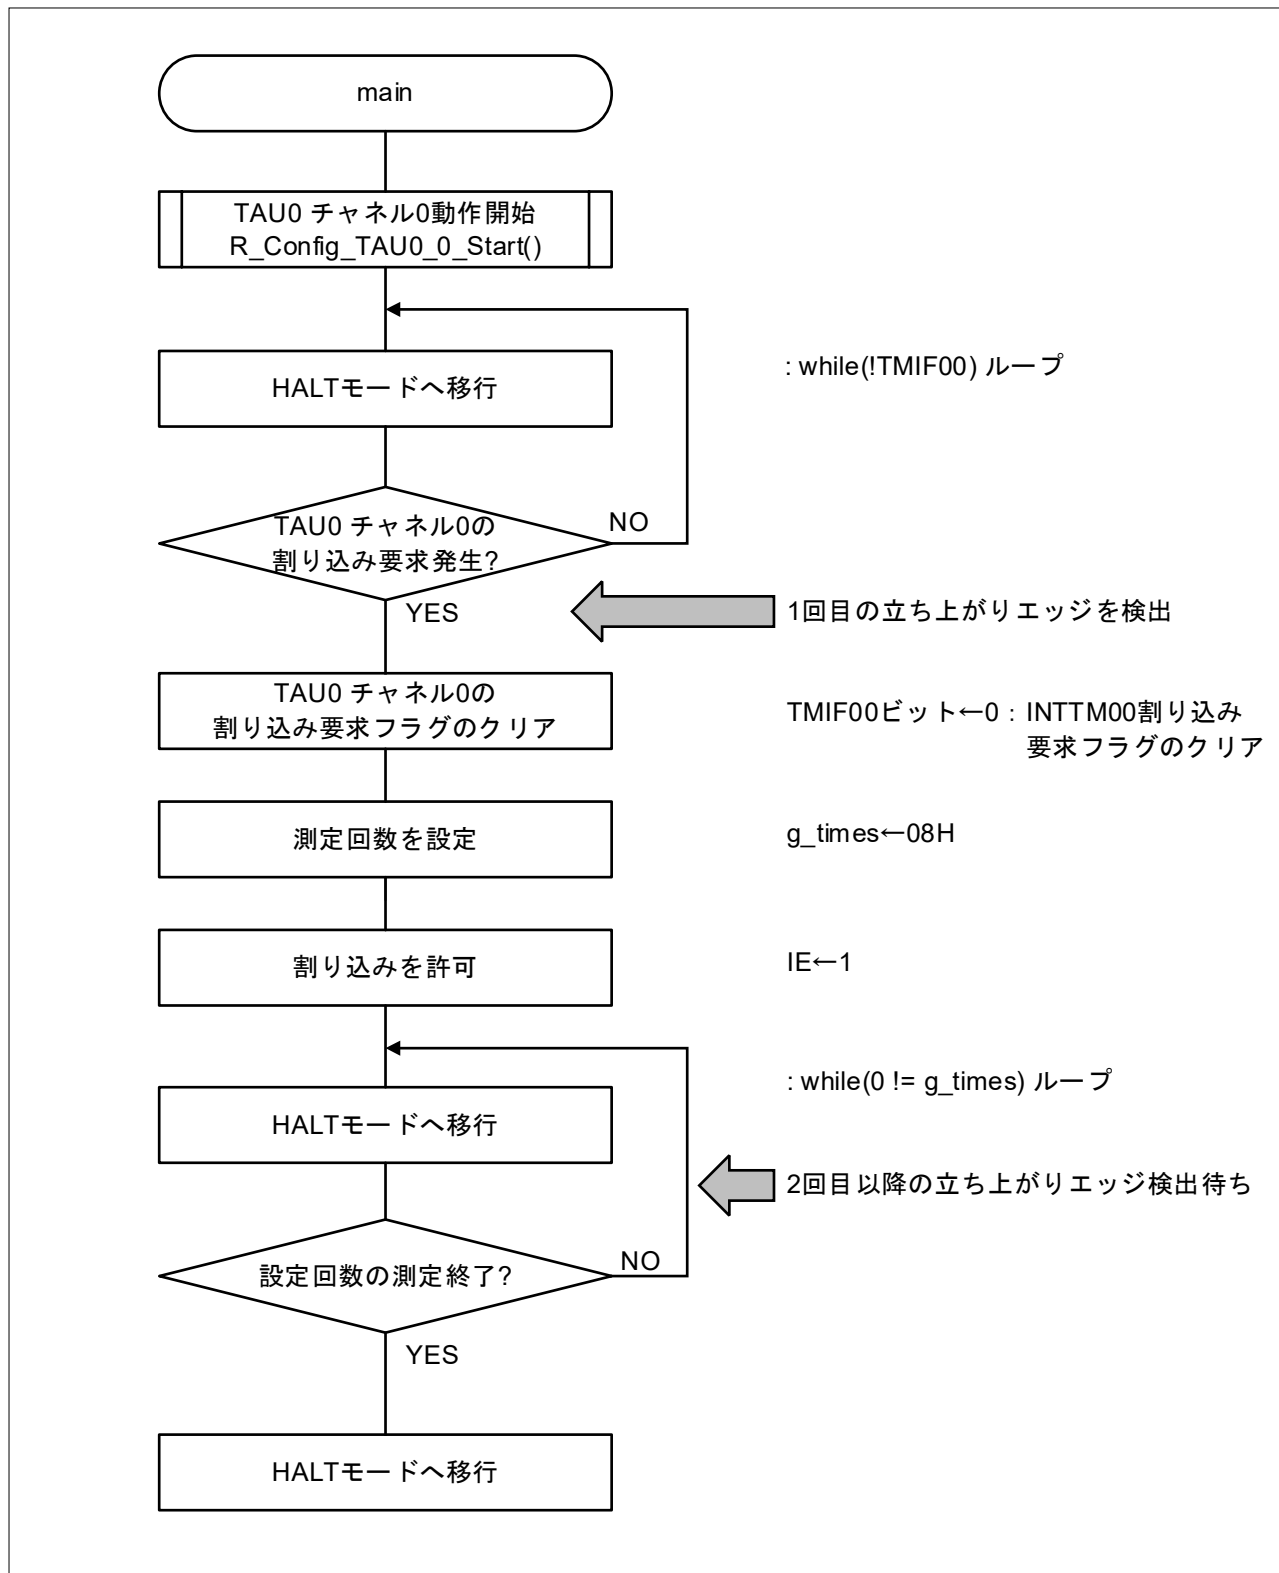 main
TAU0 チャネル0動作開始
R_Config_TAU0_0_Start()
HALTモードへ移行
: while(!TMIF00) ループ
TAU0 チャネル0の
割り込み要求発生?
NO
YES
1回目の立ち上がりエッジを検出
TAU0 チャネル0の
割り込み要求フラグのクリア
TMIF00ビット←0 : INTTM00割り込み
要求フラグのクリア
測定回数を設定
g_times←08H
割り込みを許可
IE←1
: while(0 != g_times) ループ
HALTモードへ移行
2回目以降の立ち上がりエッジ検出待ち
設定回数の測定終了?
NO
YES
HALTモードへ移行